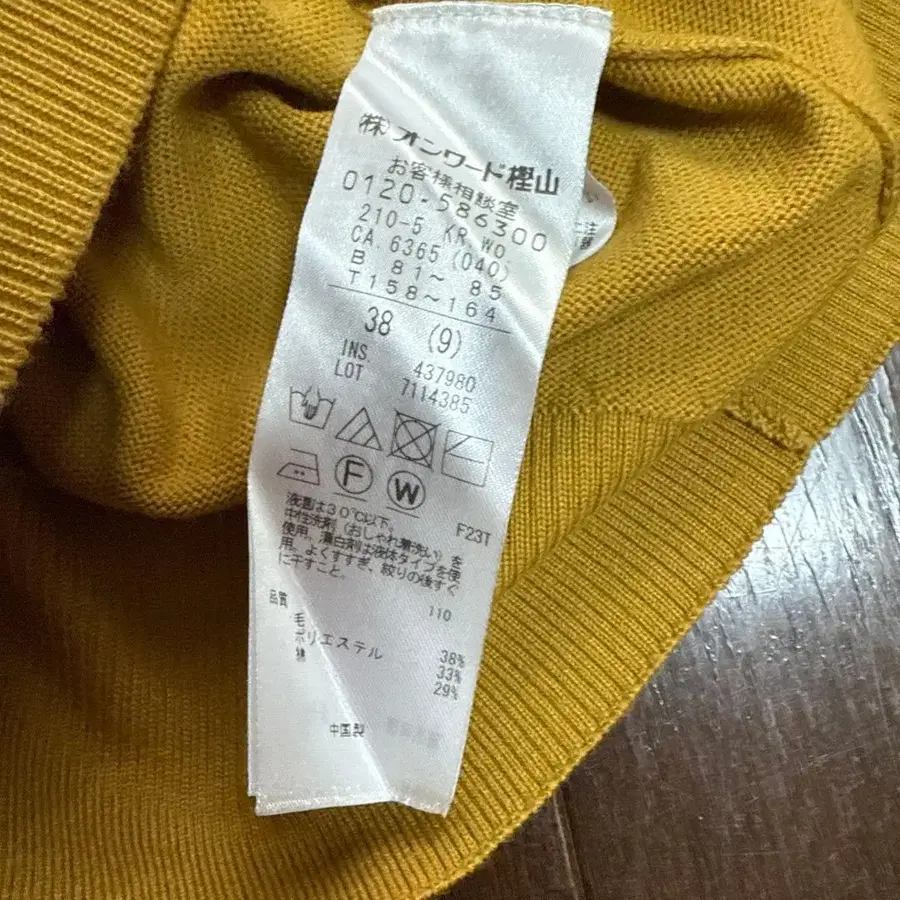 (株)オンワード樫山
お客様相談室
0120-586300
210-5 KR WO.
CA. 6365 (040)
B 81~ 85
T158~164
38 (9)
INS. 437980
LOT 7114385
F W
液温は30℃以下。
中性洗剤(おしゃれ着洗い)を
使用、漂白剤は液体タイプを使
用。よくすすぎ、絞りの後すぐ
に干すこと。
F23T
110
品質
毛 38%
ポリエステル 33%
綿 29%
中国製
注